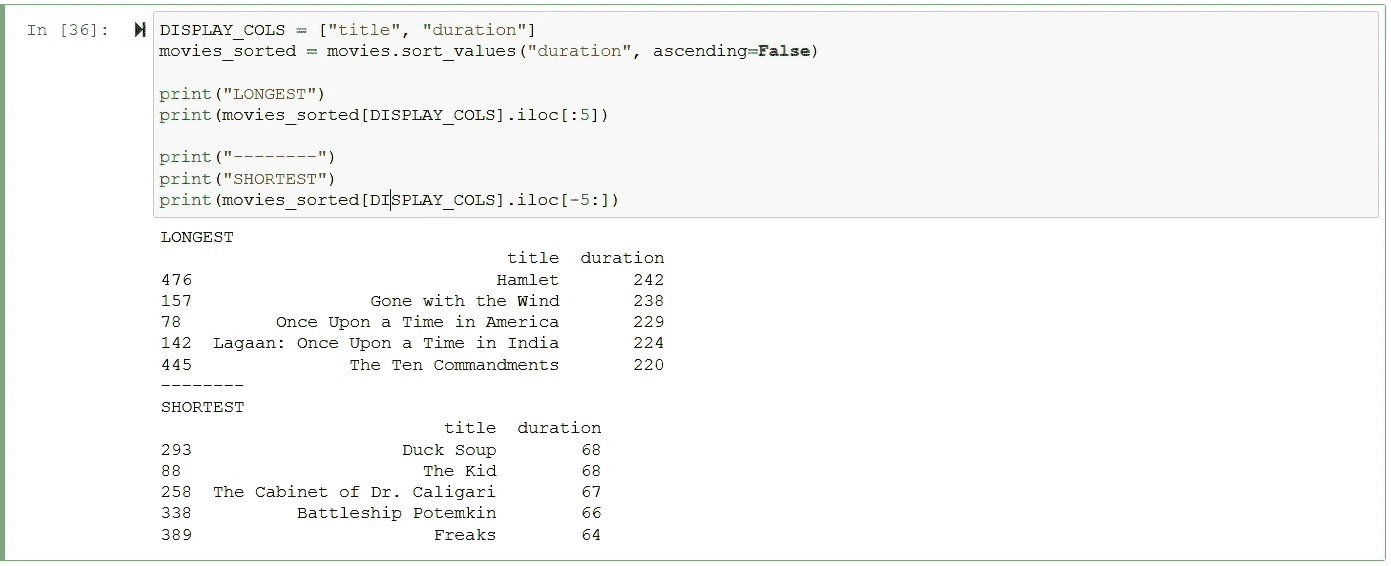 In [36]:
DISPLAY_COLS = ["title", "duration"]
movies_sorted = movies.sort_values("duration", ascending=False)
print("LONGEST")
print(movies_sorted[DISPLAY_COLS].iloc[:5])
print("--------")
print("SHORTEST")
print(movies_sorted[DISPLAY_COLS].iloc[-5:])
LONGEST
title duration
476 Hamlet 242
157 Gone with the Wind 238
78 Once Upon a Time in America 229
142 Lagaan: Once Upon a Time in India 224
445 The Ten Commandments 220
--------
SHORTEST
title duration
293 Duck Soup 68
88 The Kid 68
258 The Cabinet of Dr. Caligari 67
338 Battleship Potemkin 66
389 Freaks 64